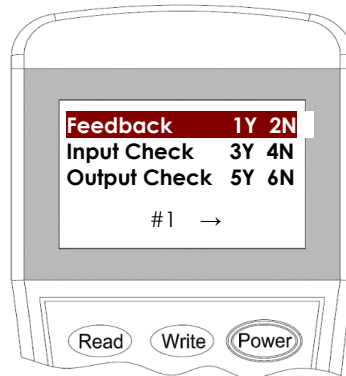 Feedback 1Y 2N
Input Check 3Y 4N
Output Check 5Y 6N
#1 →
Read Write Power